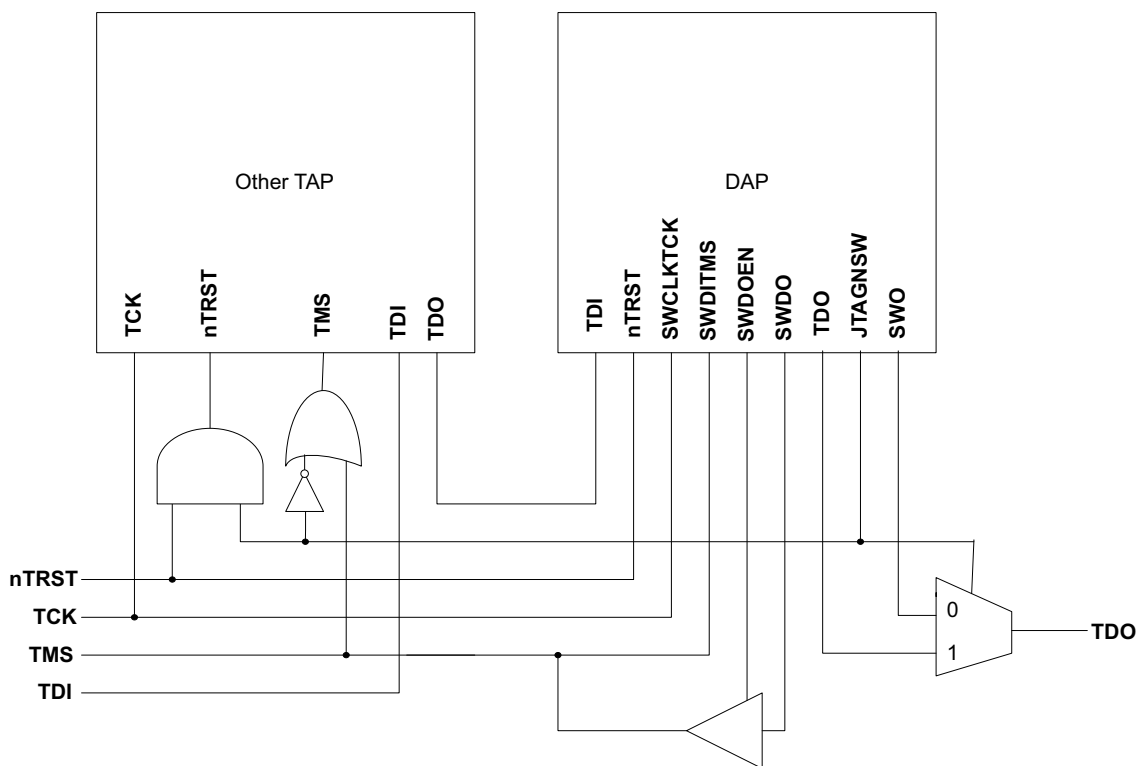 Other TAP
DAP
TCK
nTRST
TMS
TDI
TDO
TDI
nTRST
SWCLKTCK
SWDITMS
SWDOEN
SWDO
TDO
JTAGNSW
SWO
nTRST
TCK
TMS
TDI
0
1
TDO